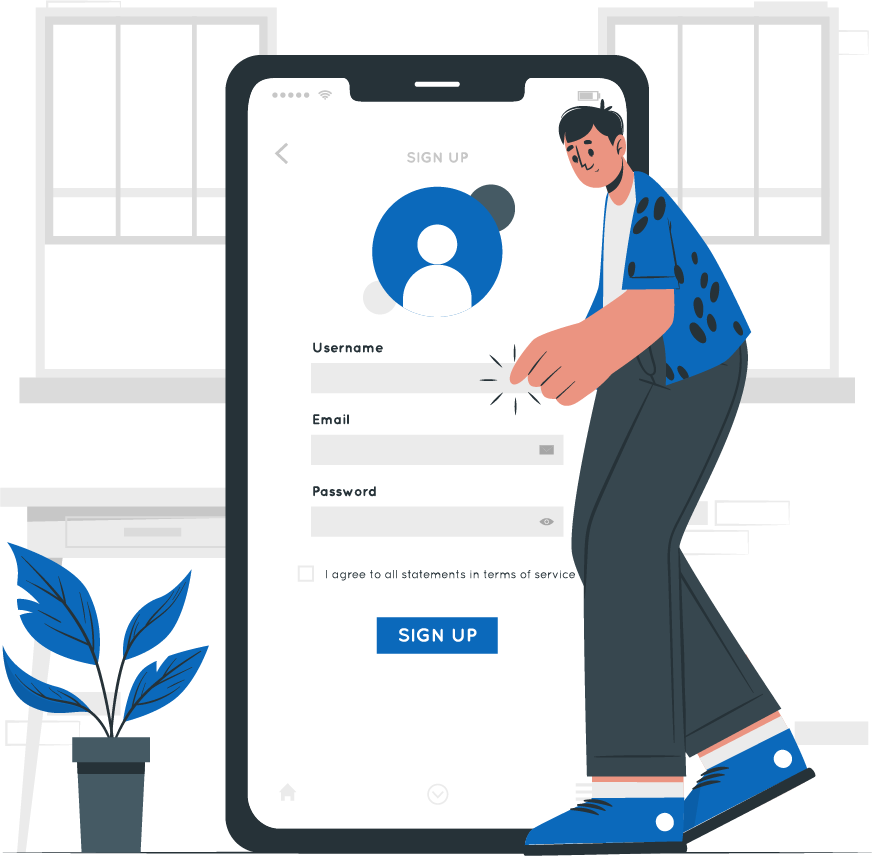 SIGN UP
Username
Email
Password
I agree to all statements in terms of service
SIGN UP